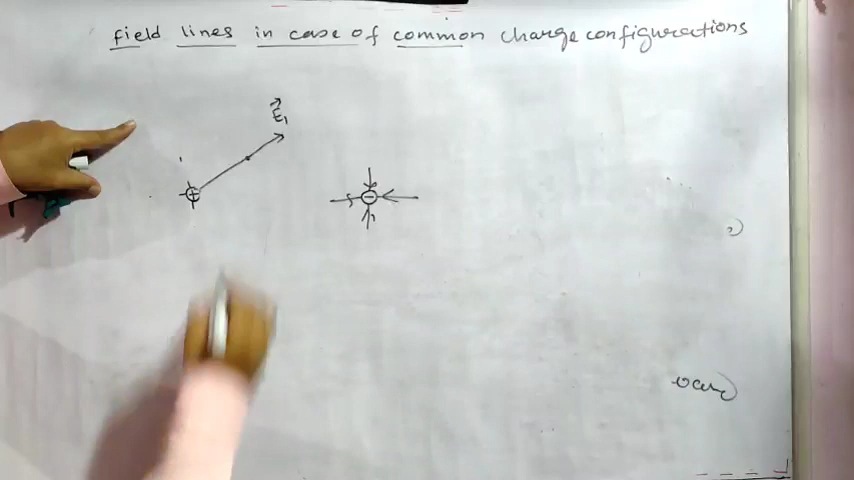 field lines in case of common charge configurations
E₁
+
−